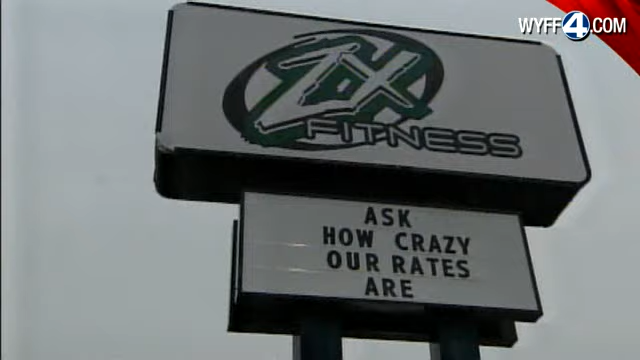 WYFF4.COM
ZX
FITNESS
ASK
HOW CRAZY
OUR RATES
ARE